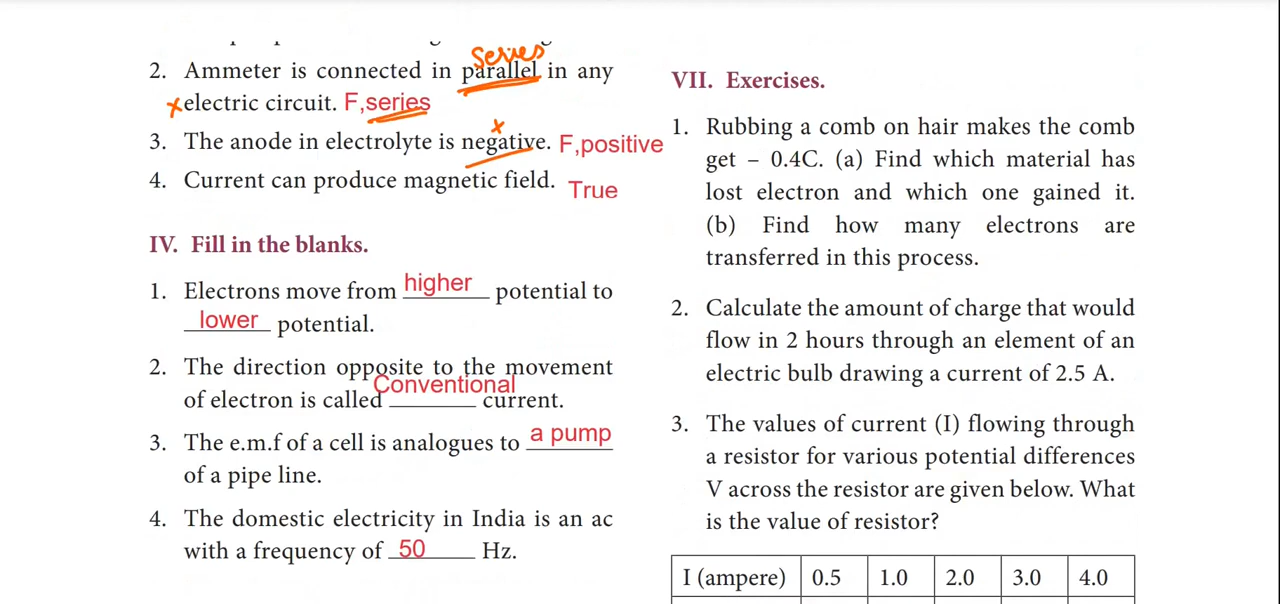 series
2. Ammeter is connected in parallel in any
×electric circuit. F,series
×
3. The anode in electrolyte is negative. F,positive
4. Current can produce magnetic field. True
IV. Fill in the blanks.
1. Electrons move from higher potential to
lower potential.
2. The direction opposite to the movement
of electron is called Conventional current.
3. The e.m.f of a cell is analogues to a pump
of a pipe line.
4. The domestic electricity in India is an ac
with a frequency of 50 Hz.
VII. Exercises.
1. Rubbing a comb on hair makes the comb
get – 0.4C. (a) Find which material has
lost electron and which one gained it.
(b) Find how many electrons are
transferred in this process.
2. Calculate the amount of charge that would
flow in 2 hours through an element of an
electric bulb drawing a current of 2.5 A.
3. The values of current (I) flowing through
a resistor for various potential differences
V across the resistor are given below. What
is the value of resistor?
I (ampere) 0.5 1.0 2.0 3.0 4.0